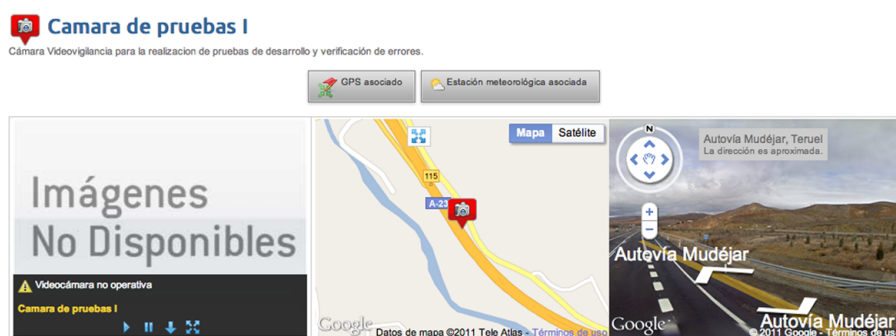 Camara de pruebas I
Cámara Videovigilancia para la realizacion de pruebas de desarrollo y verificación de errores.
GPS asociado
Estación meteorológica asociada
Imágenes
No Disponibles
Videocámara no operativa
Camara de pruebas I
Mapa
Satélite
115
A-23
Google
Datos de mapa ©2011 Tele Atlas - Términos de uso
N
Autovía Mudéjar, Teruel
La dirección es aproximada.
Autovía Mudéjar
Autovía Mudéjar
Google
© 2011 Google - Términos de uso